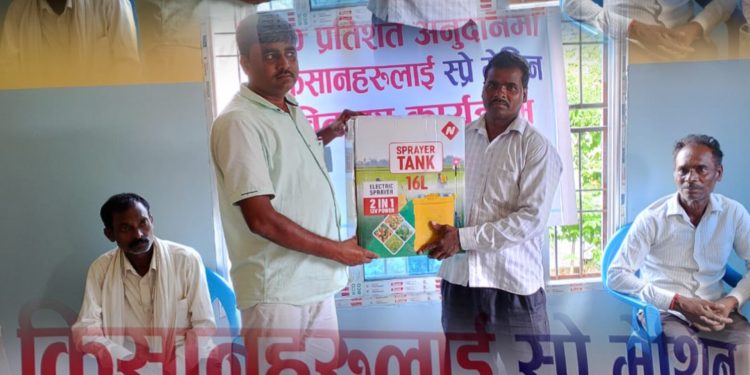 प्रतिशत अनुदानमा
किसानहरुलाई स्प्रे मेसिन
कार्यक्रम
N
SPRAYER
TANK
16L
ELECTRIC
SPRAYER
2 IN 1
12V POWER
किसानहरुलाई स्प्रे मेशिन